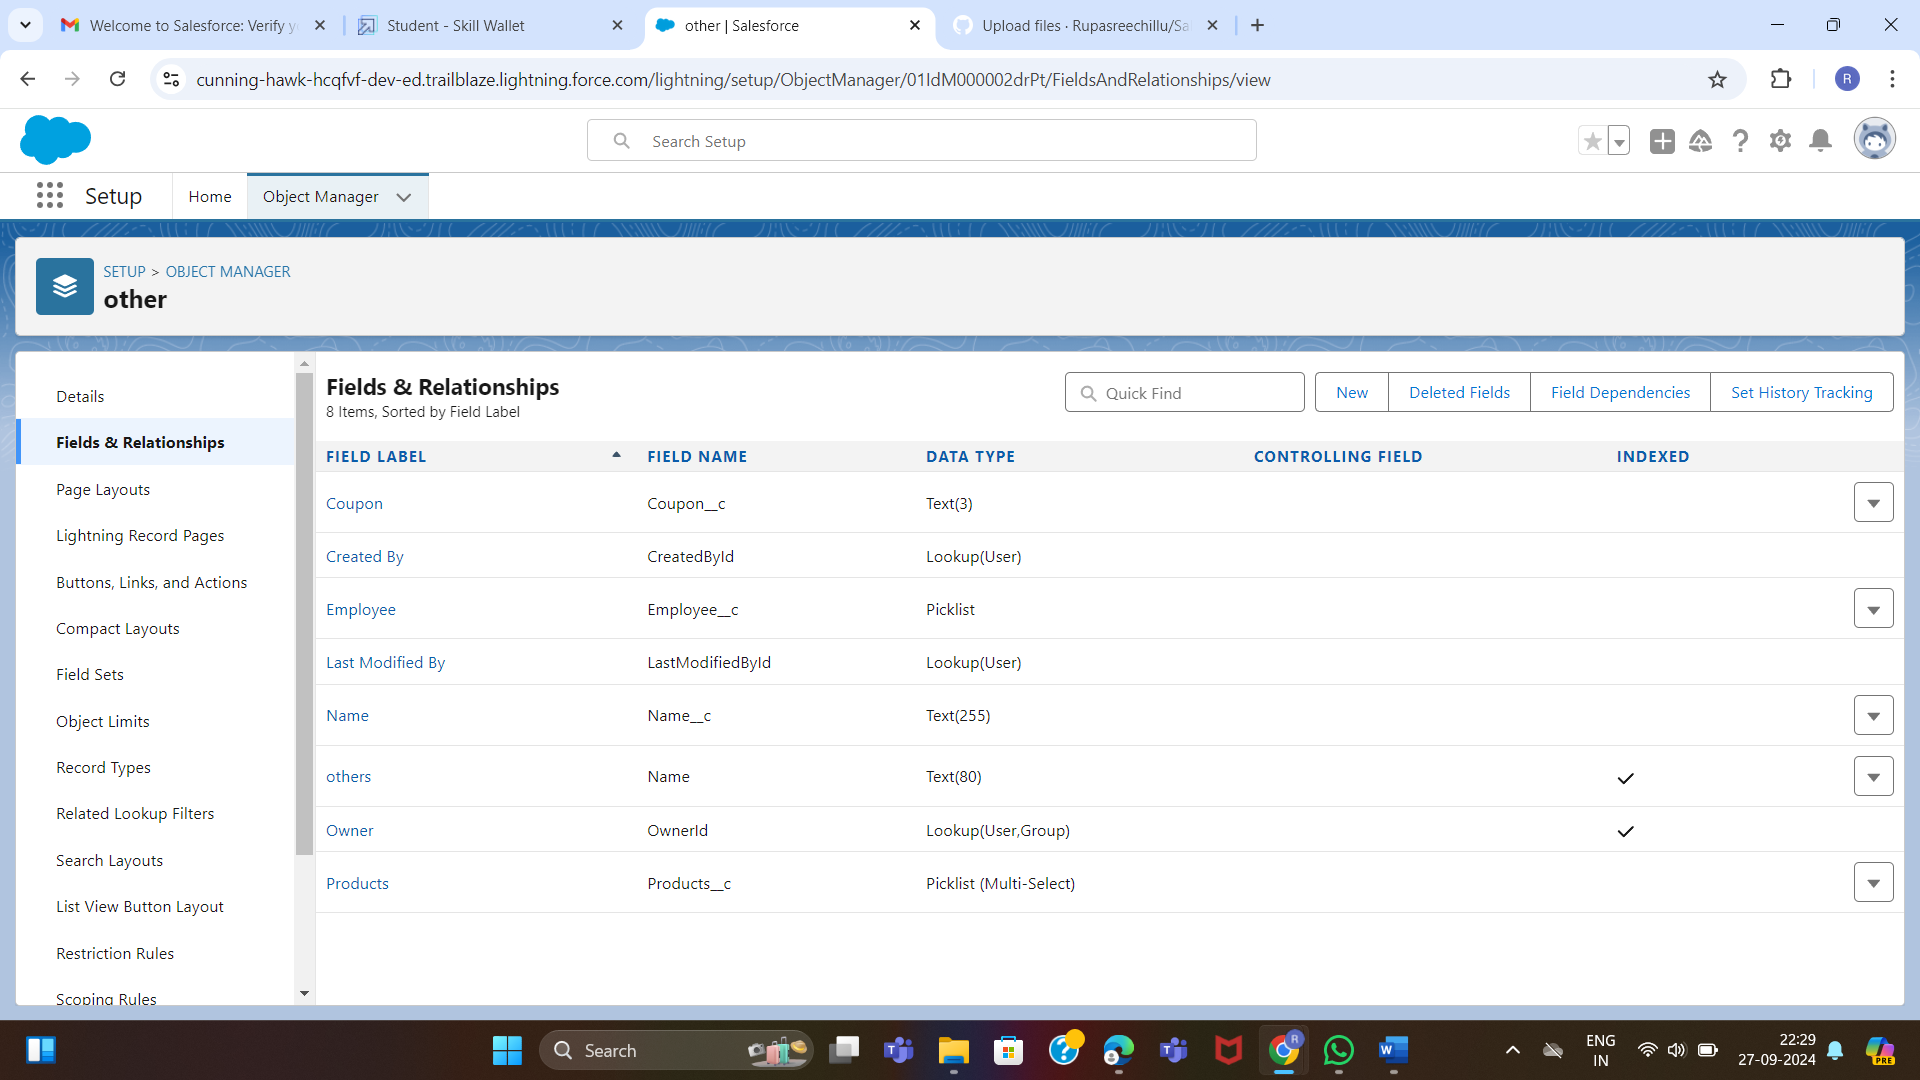 Welcome to Salesforce: Verify y
Student - Skill Wallet
other | Salesforce
Upload files · Rupasreechillu/Sa
cunning-hawk-hcqfvf-dev-ed.trailblaze.lightning.force.com/lightning/setup/ObjectManager/01IdM000002drPt/FieldsAndRelationships/view
R
Search Setup
Setup
Home
Object Manager
SETUP > OBJECT MANAGER
other
Details
Fields & Relationships
Page Layouts
Lightning Record Pages
Buttons, Links, and Actions
Compact Layouts
Field Sets
Object Limits
Record Types
Related Lookup Filters
Search Layouts
List View Button Layout
Restriction Rules
Scoping Rules
Fields & Relationships
8 Items, Sorted by Field Label
Quick Find
New
Deleted Fields
Field Dependencies
Set History Tracking
FIELD LABEL FIELD NAME DATA TYPE CONTROLLING FIELD INDEXED
Coupon Coupon__c Text(3)
Created By CreatedById Lookup(User)
Employee Employee__c Picklist
Last Modified By LastModifiedById Lookup(User)
Name Name__c Text(255)
others Name Text(80)
Owner OwnerId Lookup(User,Group)
Products Products__c Picklist (Multi-Select)
Search
R
ENG
IN
22:29
27-09-2024
PRE